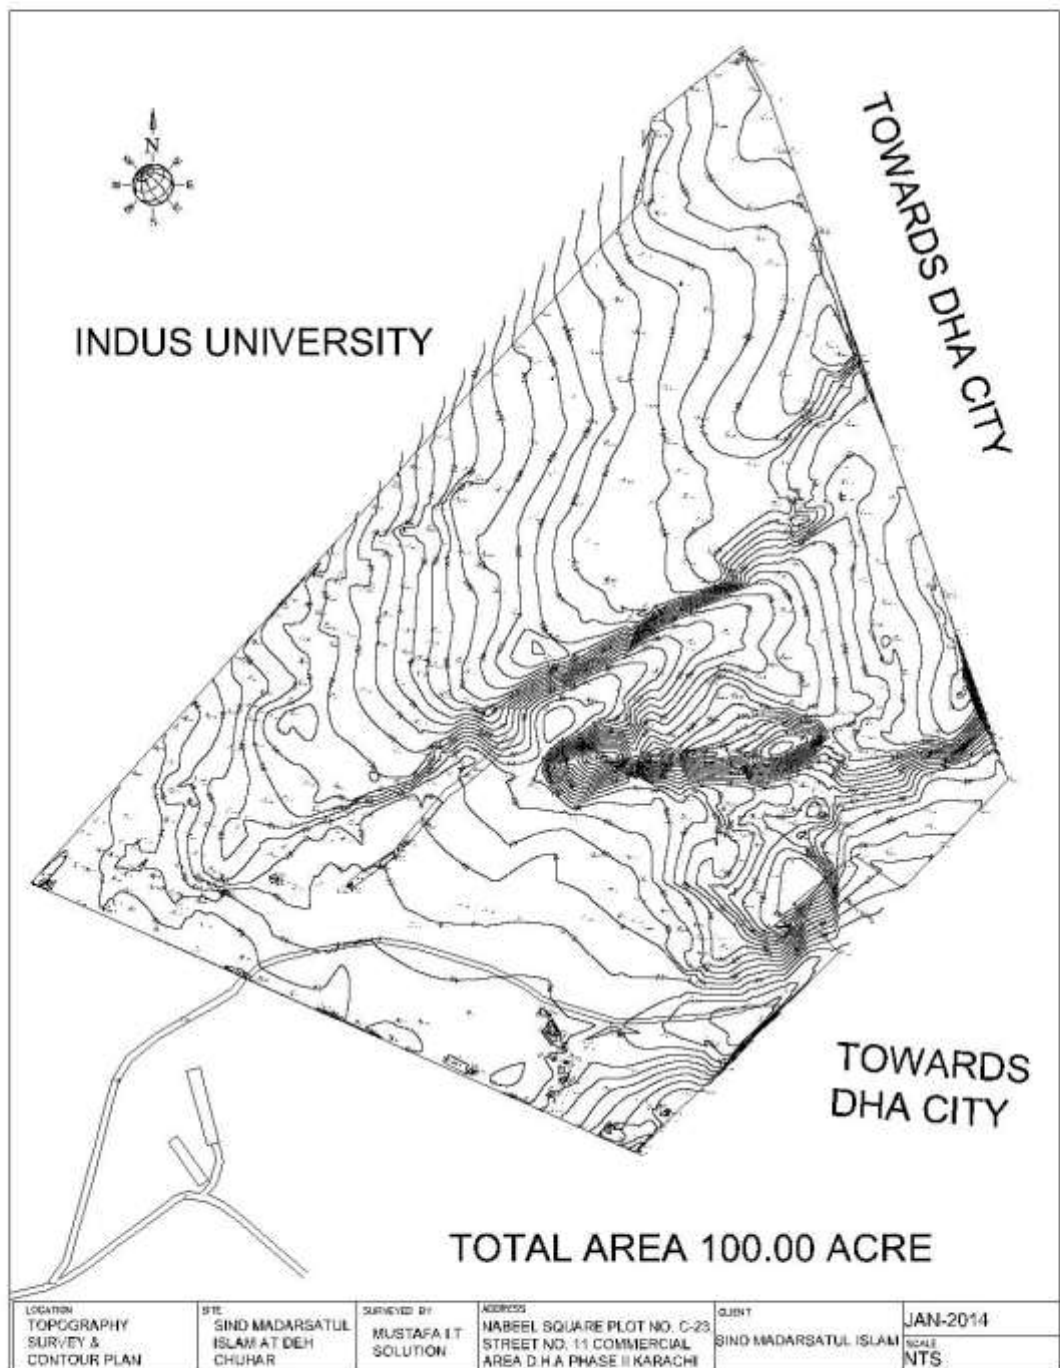 N
E
S
INDUS UNIVERSITY
TOWARDS DHA CITY
TOWARDS
DHA CITY
TOTAL AREA 100.00 ACRE
LOCATION
TOPOGRAPHY
SURVEY &
CONTOUR PLAN
SITE
SIND MADARSATUL
ISLAM AT DEH
CHUHAR
SURVEYED BY
MUSTAFA I.T
SOLUTION
ADDRESS
NABEEL SQUARE PLOT NO. C-23
STREET NO. 11 COMMERCIAL
AREA D.H.A PHASE II KARACHI
CLIENT
SIND MADARSATUL ISLAM
JAN-2014
SCALE
NTS